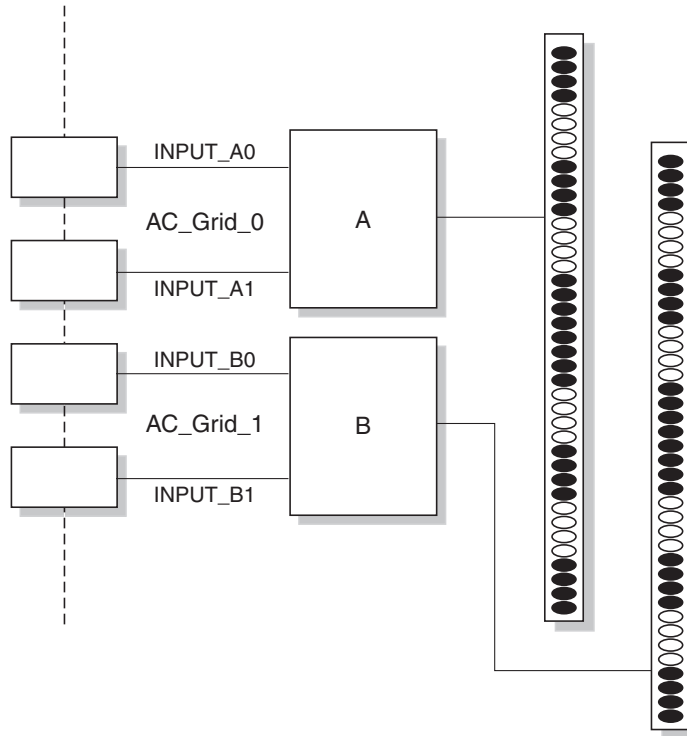 INPUT_A0
AC_Grid_0
A
INPUT_A1
INPUT_B0
AC_Grid_1
B
INPUT_B1